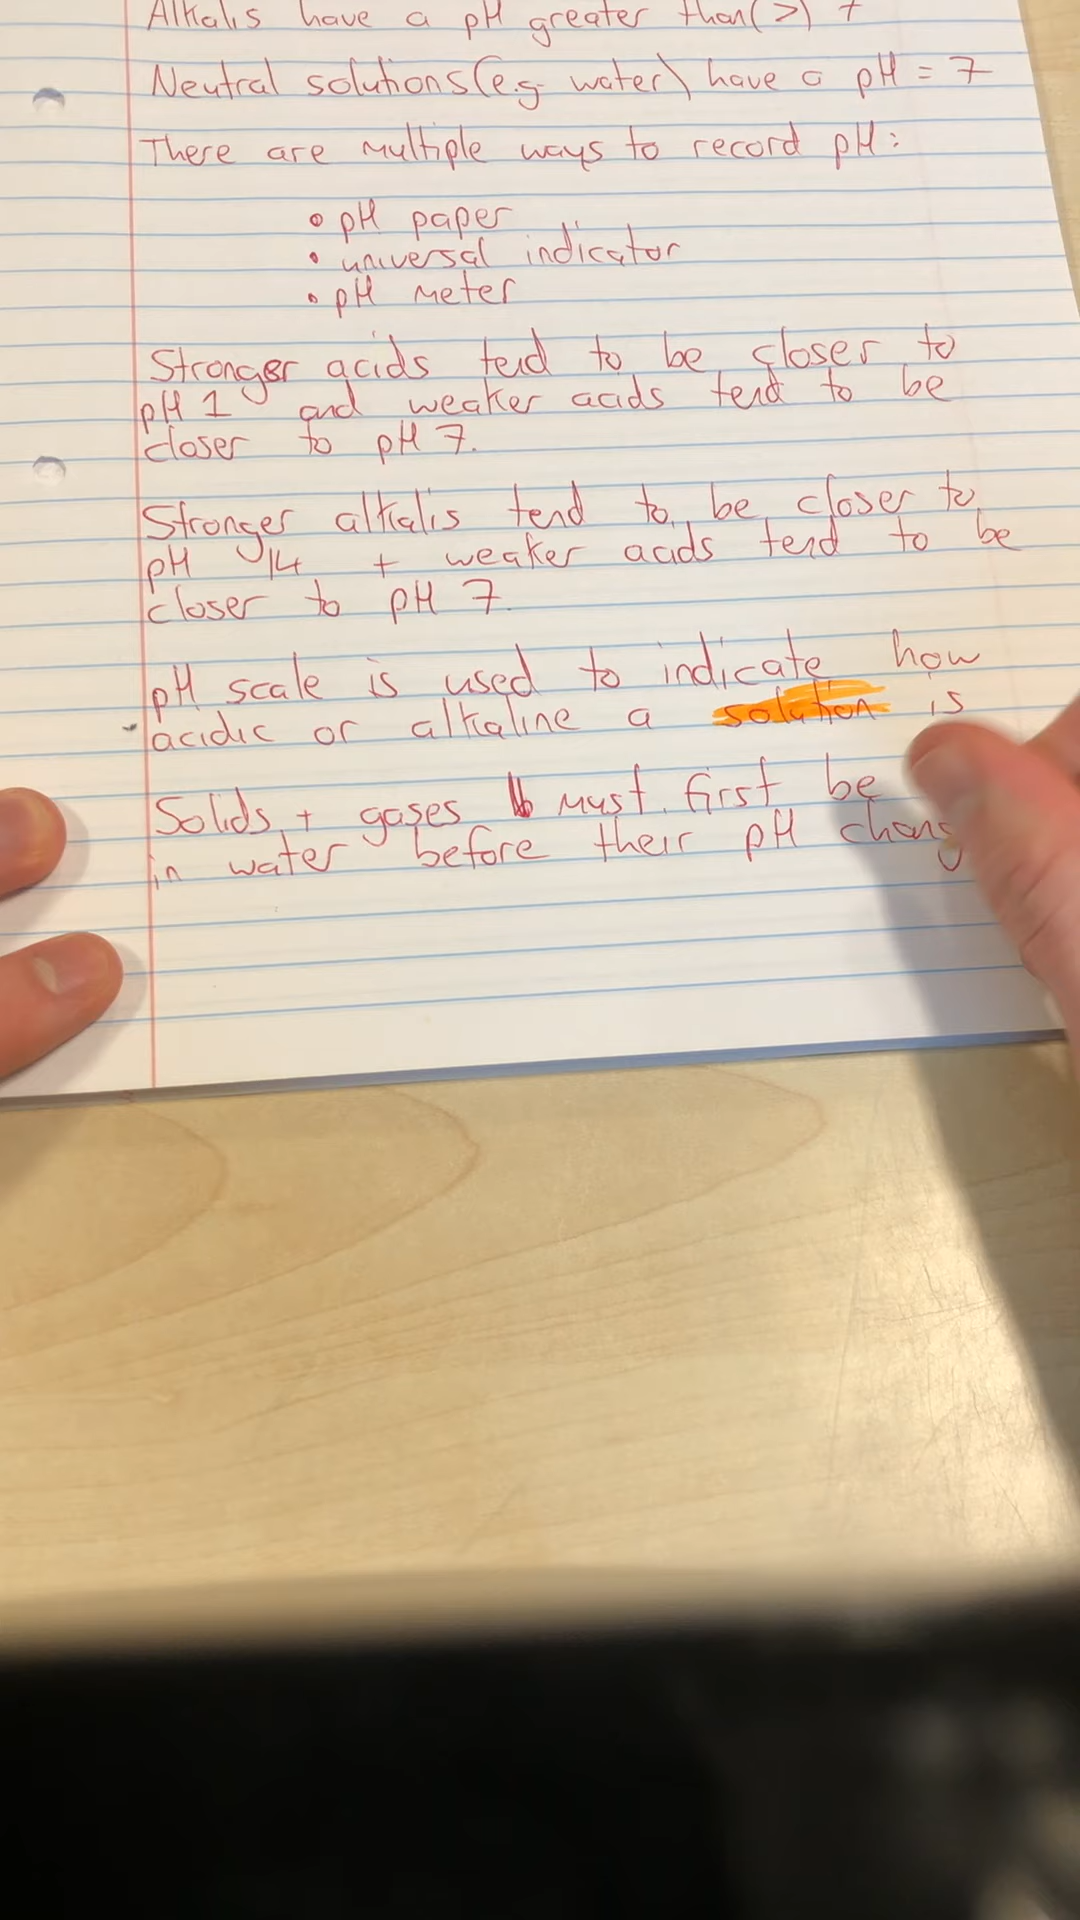 Alkalis have a pH greater than (>) 7
Neutral solutions (e.g water) have a pH = 7
There are multiple ways to record pH:
• pH paper
• universal indicator
• pH meter
Stronger acids tend to be closer to
pH 1 and weaker acids tend to be
closer to pH 7.
Stronger alkalis tend to be closer to
pH 14 + weaker acids tend to be
closer to pH 7.
pH scale is used to indicate how
acidic or alkaline a solution is
Solids + gases must first be
in water before their pH